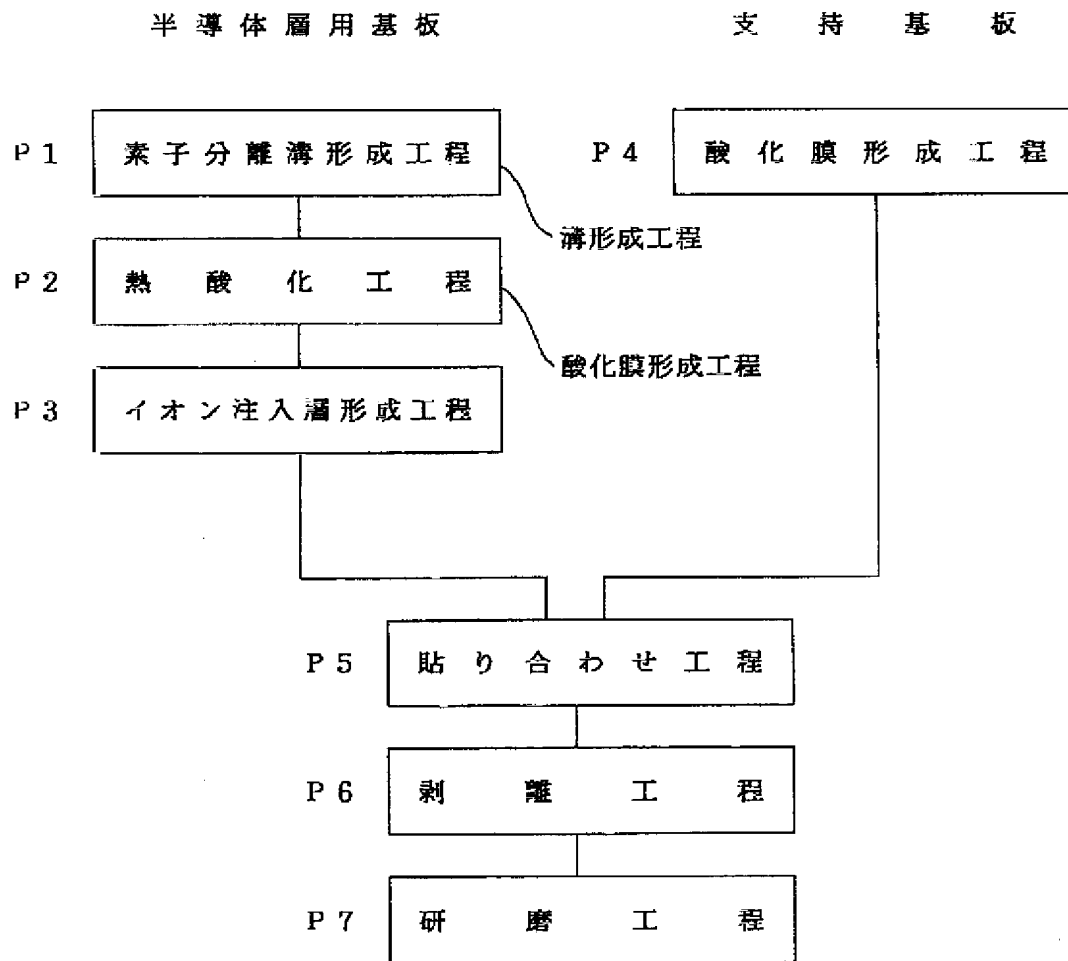 半導体層用基板
支持基板
P1 素子分離溝形成工程
P4 酸化膜形成工程
溝形成工程
P2 熱酸化工程
酸化膜形成工程
P3 イオン注入層形成工程
P5 貼り合わせ工程
P6 剥離工程
P7 研磨工程